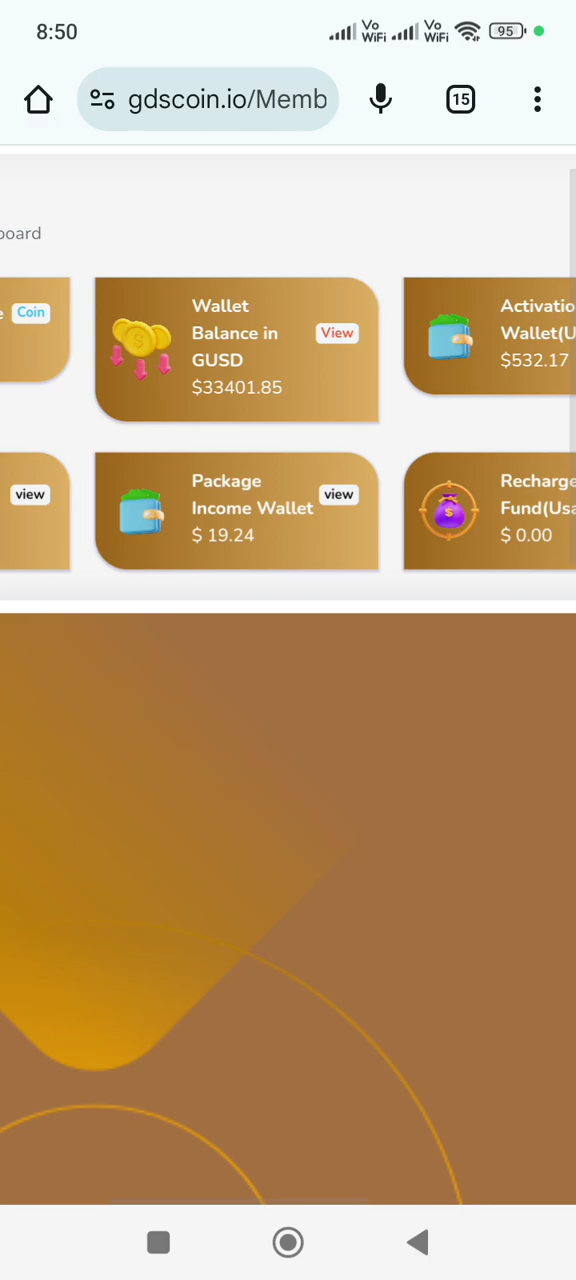 8:50
Vo WiFi Vo WiFi 95
gdscoin.io/Memb
15
board
Coin
Wallet
Balance in
GUSD
View
$33401.85
Activatio
Wallet(U
$532.17
view
Package
Income Wallet
view
$ 19.24
Recharge
Fund(Usa
$ 0.00